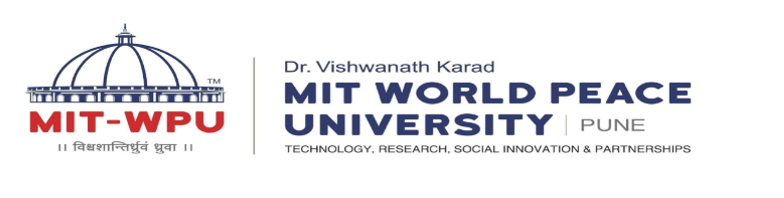 TM
MIT-WPU
।। विश्वशान्तिर्ध्रुवं ध्रुवा ।।
Dr. Vishwanath Karad
MIT WORLD PEACE
UNIVERSITY | PUNE
TECHNOLOGY, RESEARCH, SOCIAL INNOVATION & PARTNERSHIPS